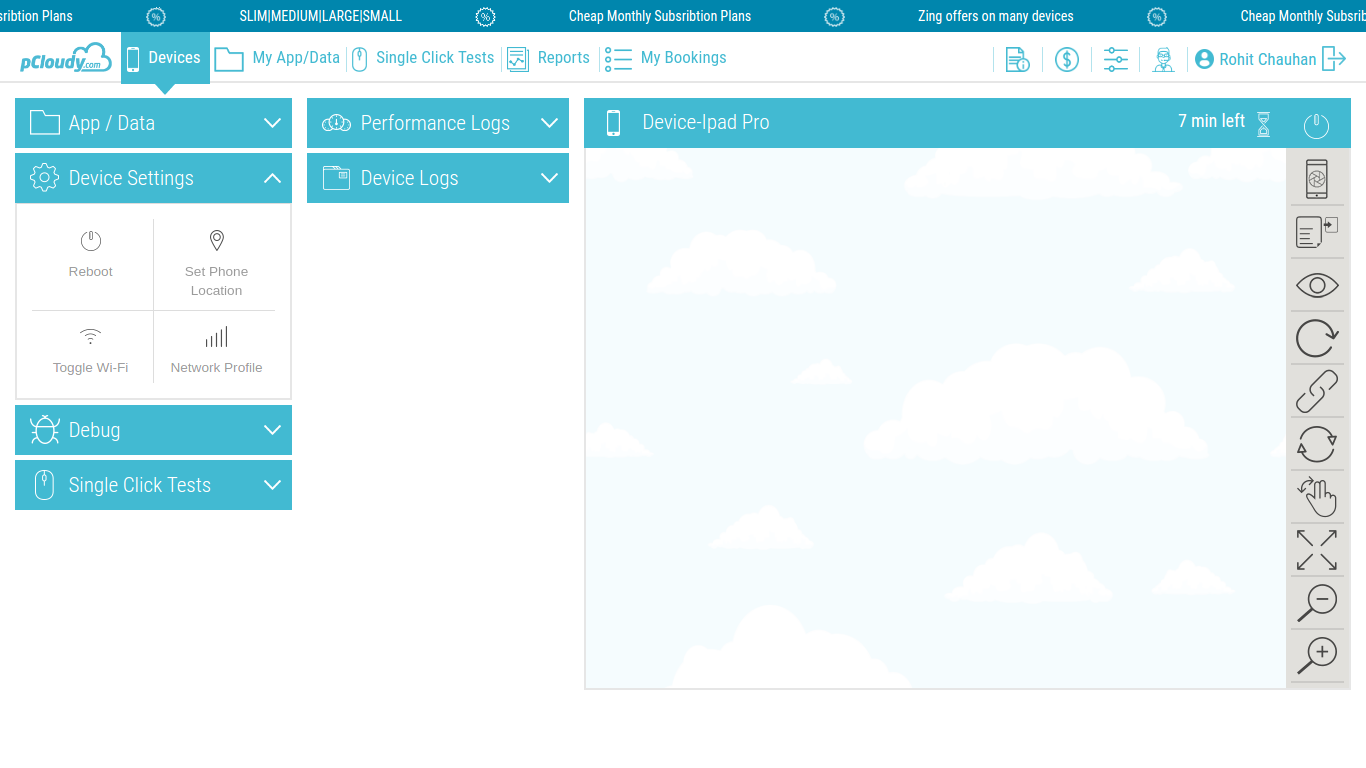 sribtion Plans
SLIM|MEDIUM|LARGE|SMALL
Cheap Monthly Subsribtion Plans
Zing offers on many devices
Cheap Monthly Subsrib
pCloudy.com
Devices
My App/Data
Single Click Tests
Reports
My Bookings
Rohit Chauhan
App / Data
Performance Logs
Device-Ipad Pro
7 min left
Device Settings
Device Logs
Reboot
Set Phone
Location
Toggle Wi-Fi
Network Profile
Debug
Single Click Tests